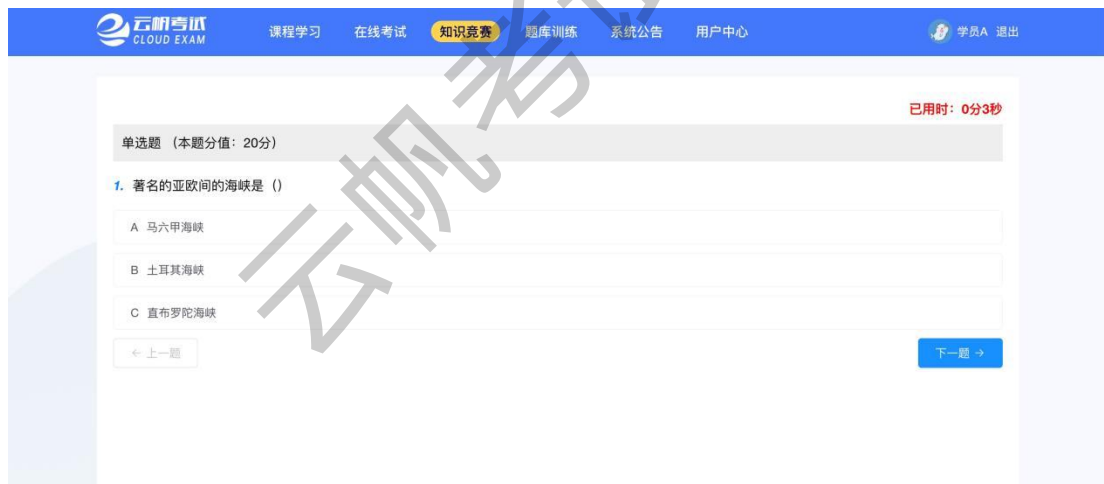 云帆考试
CLOUD EXAM
课程学习 在线考试 知识竞赛 题库训练 系统公告 用户中心 学员A 退出
已用时：0分3秒
单选题 （本题分值：20分）
1. 著名的亚欧间的海峡是（）
A 马六甲海峡
B 土耳其海峡
C 直布罗陀海峡
← 上一题 下一题 →
云帆考试